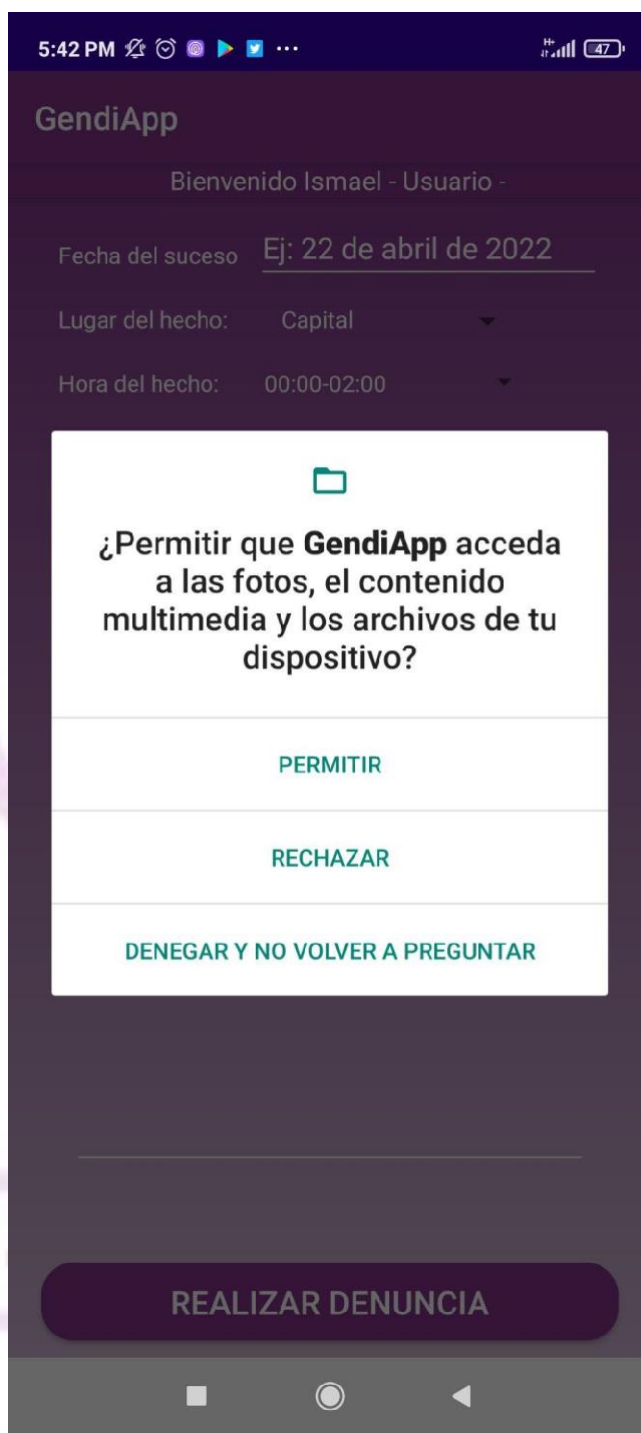 5:42 PM
H+
47
GendiApp
Bienvenido Ismael - Usuario -
Fecha del suceso Ej: 22 de abril de 2022
Lugar del hecho: Capital
Hora del hecho: 00:00-02:00
¿Permitir que GendiApp acceda
a las fotos, el contenido
multimedia y los archivos de tu
dispositivo?
PERMITIR
RECHAZAR
DENEGAR Y NO VOLVER A PREGUNTAR
REALIZAR DENUNCIA